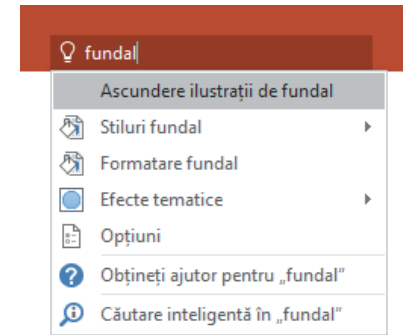 fundal
Ascundere ilustrații de fundal
Stiluri fundal
Formatare fundal
Efecte tematice
Opțiuni
Obțineți ajutor pentru „fundal”
Căutare inteligentă în „fundal”